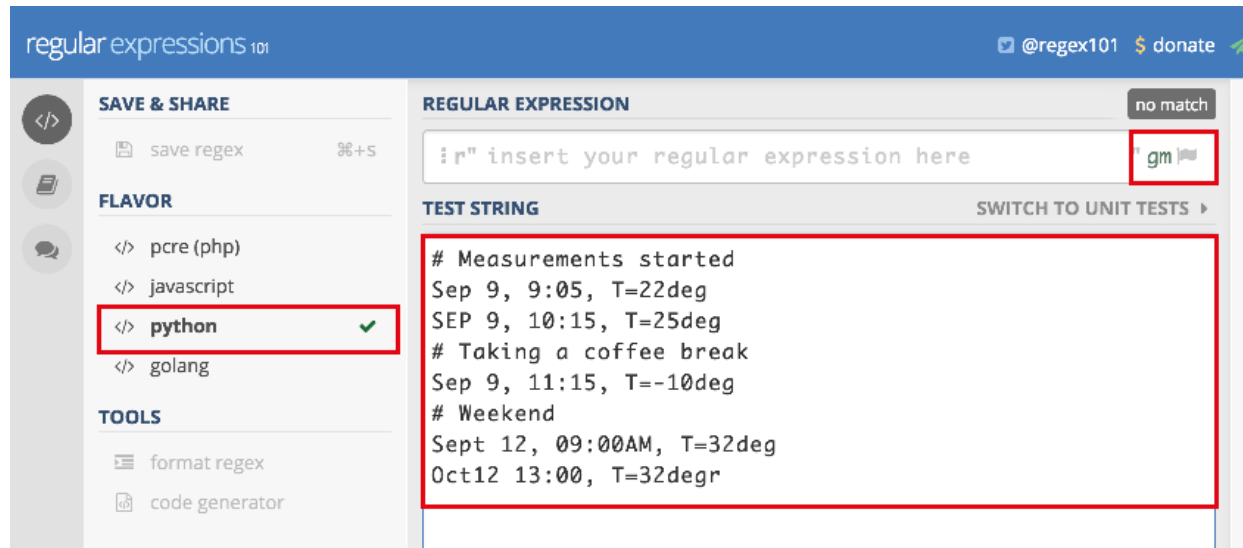 regular expressions 101
@regex101 $ donate
</>
SAVE & SHARE
save regex ⌘+S
FLAVOR
</> pcre (php)
</> javascript
</> python
</> golang
TOOLS
format regex
code generator
REGULAR EXPRESSION
no match
r" insert your regular expression here " gm
TEST STRING
SWITCH TO UNIT TESTS
# Measurements started
Sep 9, 9:05, T=22deg
SEP 9, 10:15, T=25deg
# Taking a coffee break
Sep 9, 11:15, T=-10deg
# Weekend
Sept 12, 09:00AM, T=32deg
Oct12 13:00, T=32degr